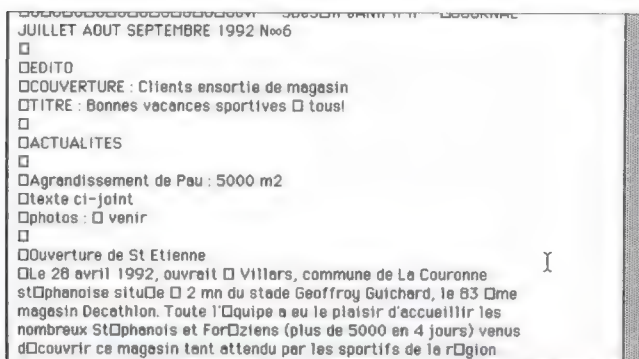 JOURNAL
JUILLET AOUT SEPTEMBRE 1992 N∞6
□
□EDITO
□COUVERTURE : Clients ensortie de magasin
□TITRE : Bonnes vacances sportives □ tous!
□
□ACTUALITES
□
□Agrandissement de Pau : 5000 m2
□texte ci-joint
□photos : □ venir
□
□Ouverture de St Etienne
□Le 28 avril 1992, ouvrait □ Villars, commune de La Couronne
st□phanoise situ□e □ 2 mn du stade Geoffroy Guichard, le 83 □me
magasin Decathlon. Toute l'□quipe a eu le plaisir d'accueillir les
nombreux St□phanois et For□ziens (plus de 5000 en 4 jours) venus
d□couvrir ce magasin tant attendu par les sportifs de la r□gion